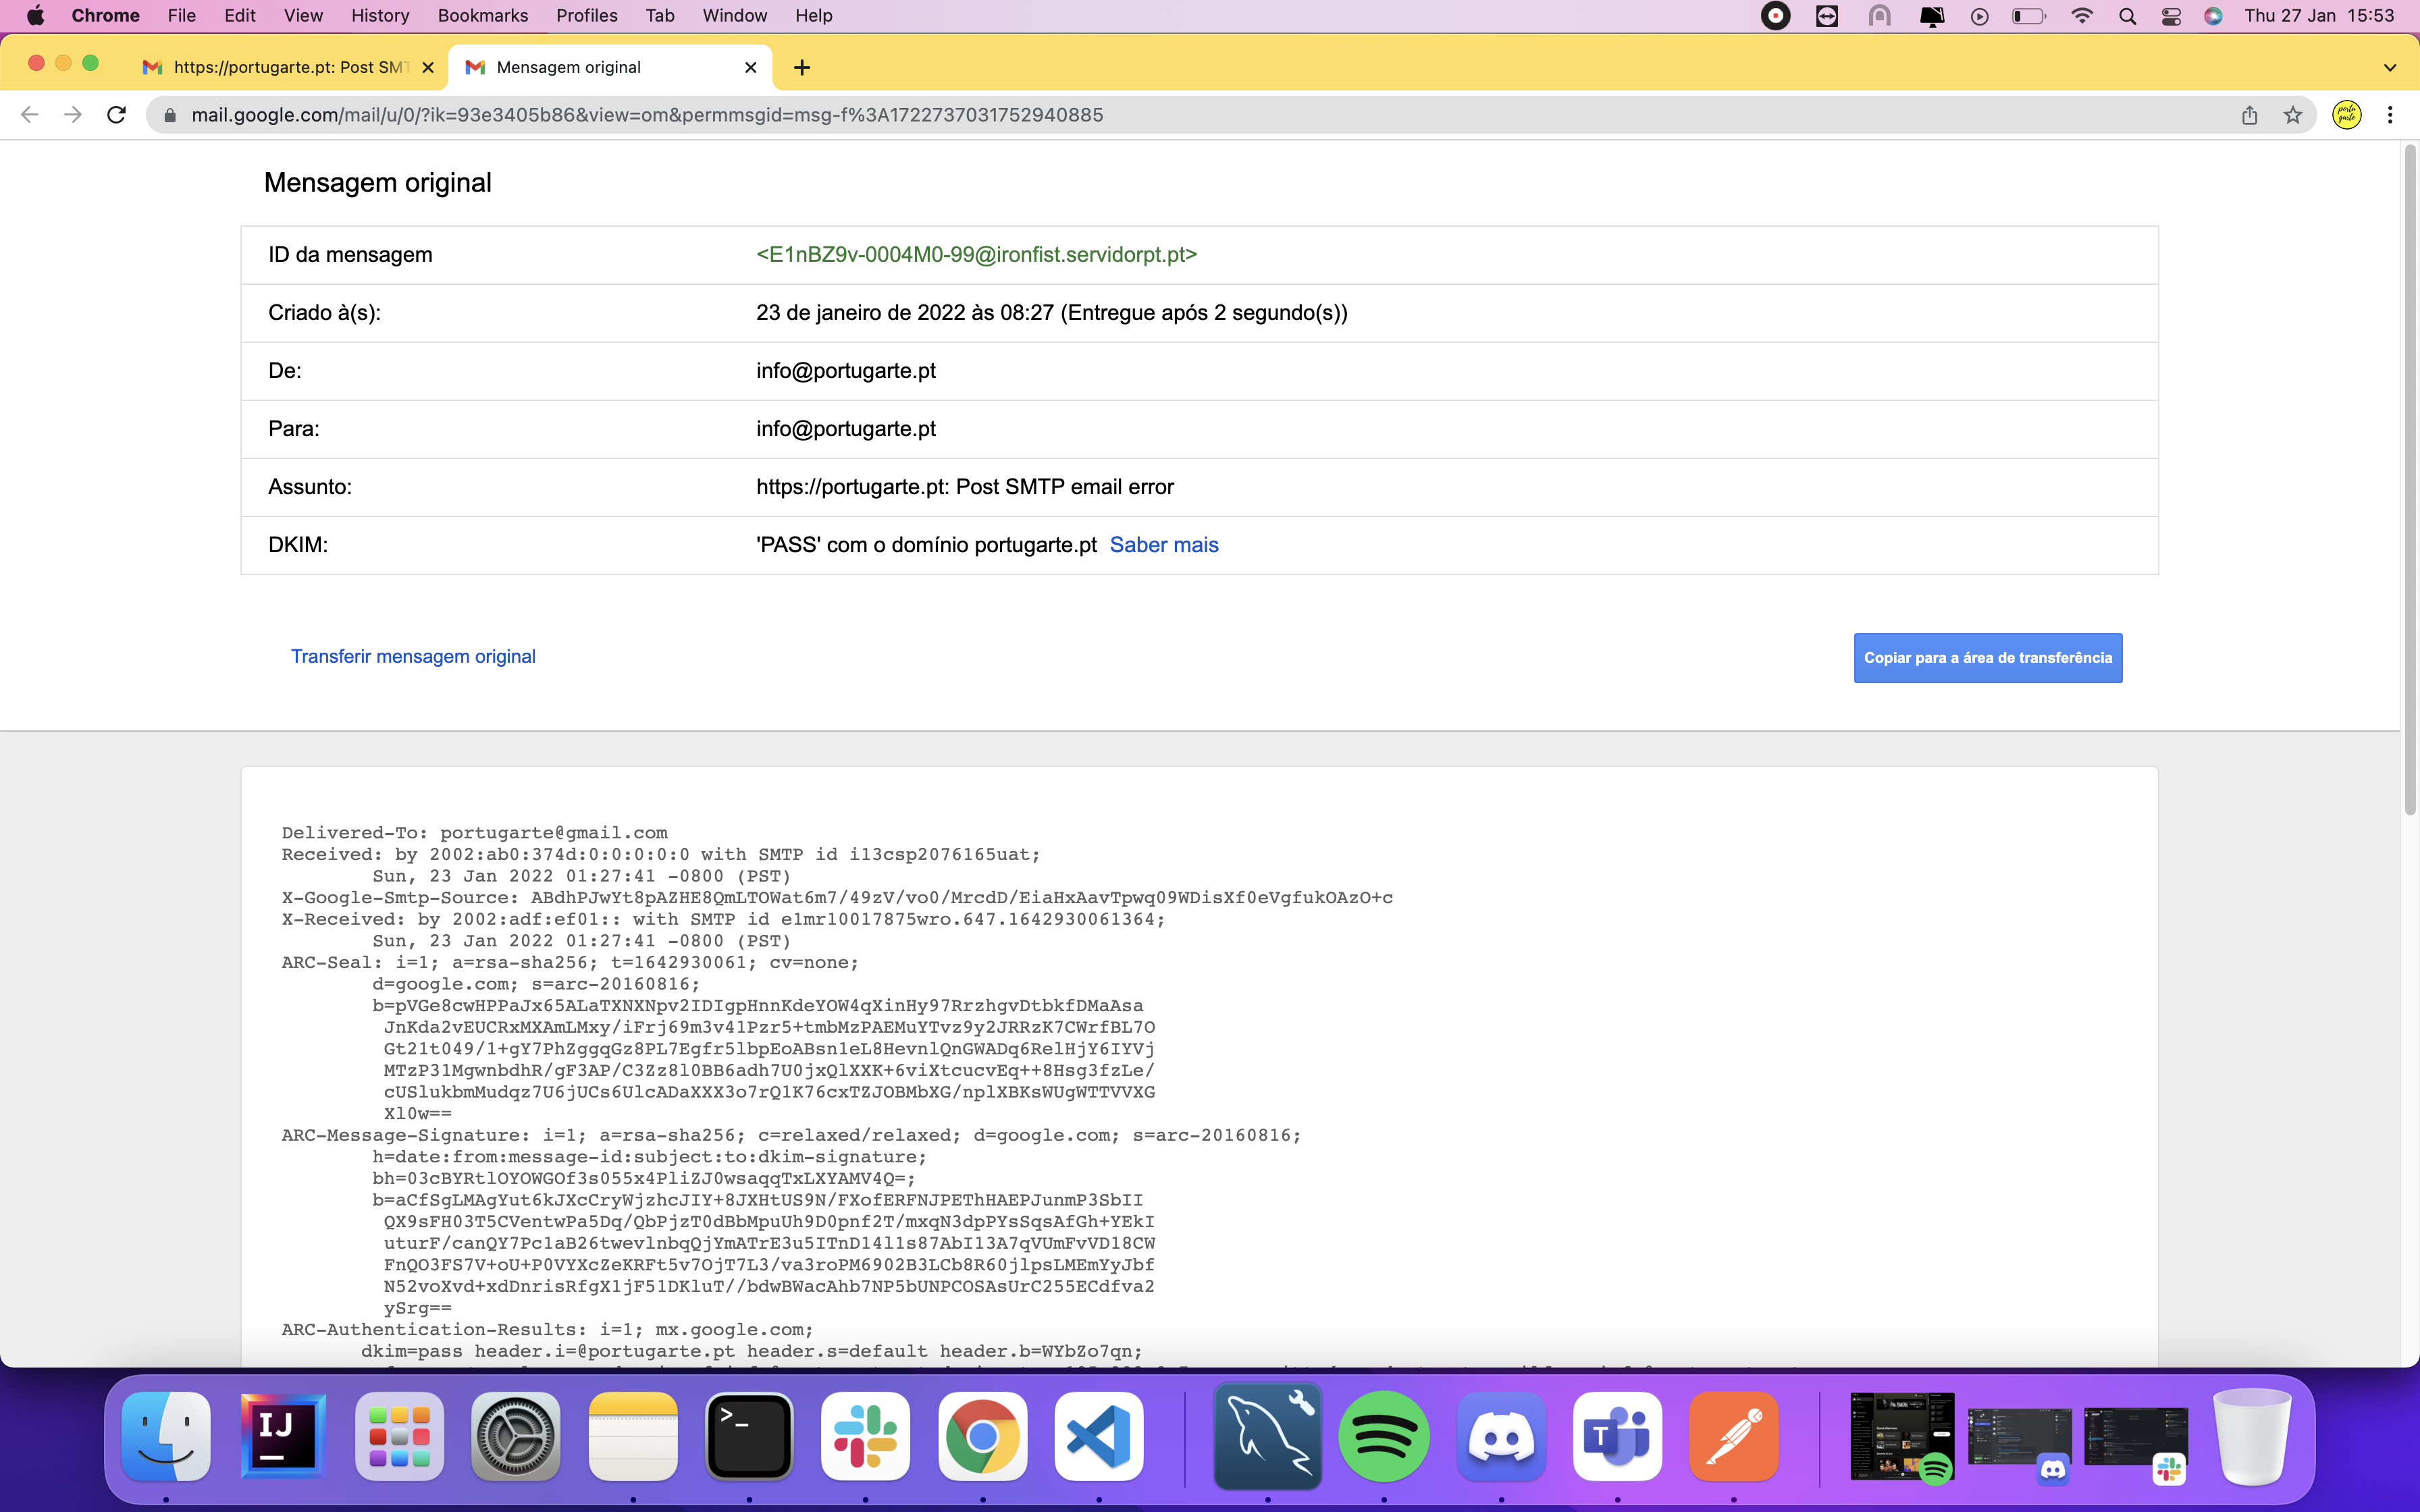 Chrome File Edit View History Bookmarks Profiles Tab Window Help Thu 27 Jan 15:53
https://portugarte.pt: Post SMT Mensagem original
mail.google.com/mail/u/0/?ik=93e3405b86&view=om&permmsgid=msg-f%3A1722737031752940885
Mensagem original
ID da mensagem <E1nBZ9v-0004M0-99@ironfist.servidorpt.pt>
Criado à(s): 23 de janeiro de 2022 às 08:27 (Entregue após 2 segundo(s))
De: info@portugarte.pt
Para: info@portugarte.pt
Assunto: https://portugarte.pt: Post SMTP email error
DKIM: 'PASS' com o domínio portugarte.pt Saber mais
Transferir mensagem original Copiar para a área de transferência
Delivered-To: portugarte@gmail.com
Received: by 2002:ab0:374d:0:0:0:0:0 with SMTP id i13csp2076165uat;
Sun, 23 Jan 2022 01:27:41 -0800 (PST)
X-Google-Smtp-Source: ABdhPJwYt8pAZHE8QmLTOWat6m7/49zV/vo0/MrcdD/EiaHxAavTpwq09WDisXf0eVgfukOAzO+c
X-Received: by 2002:adf:ef01:: with SMTP id e1mr10017875wro.647.1642930061364;
Sun, 23 Jan 2022 01:27:41 -0800 (PST)
ARC-Seal: i=1; a=rsa-sha256; t=1642930061; cv=none;
d=google.com; s=arc-20160816;
b=pVGe8cwHPPaJx65ALaTXNXNpv2IDIgpHnnKdeYOW4qXinHy97RrzhgvDtbkfDMaAsa
JnKda2vEUCRxMXAmLMxy/iFrj69m3v41Pzr5+tmbMzPAEMuYTvz9y2JRRzK7CWrfBL7O
Gt21t049/1+gY7PhZggqGz8PL7Egfr5lbpEoABsn1eL8HevnlQnGWADq6RelHjY6IYVj
MTzP31MgwnbdhR/gF3AP/C3Zz8l0BB6adh7U0jxQlXXK+6viXtcucvEq++8Hsg3fzLe/
cUSlukbmMudqz7U6jUCs6UlcADaXXX3o7rQ1K76cxTZJOBMbXG/nplXBKsWUgWTTVVXG
Xl0w==
ARC-Message-Signature: i=1; a=rsa-sha256; c=relaxed/relaxed; d=google.com; s=arc-20160816;
h=date:from:message-id:subject:to:dkim-signature;
bh=03cBYRtlOYOWGOf3s055x4PliZJ0wsaqqTxLXYAMV4Q=;
b=aCfSgLMAgYut6kJXcCryWjzhcJIY+8JXHtUS9N/FXofERFNJPEThHAEPJunmP3SbII
QX9sFH03T5CVentwPa5Dq/QbPjzT0dBbMpuUh9D0pnf2T/mxqN3dpPYsSqsAfGh+YEkI
uturF/canQY7Pc1aB26twevlnbqQjYmATrE3u5ITnD14l1s87AbI13A7qVUmFvVD18CW
FnQO3FS7V+oU+P0VYXcZeKRFt5v7OjT7L3/va3roPM6902B3LCb8R60jlpsLMEmYyJbf
N52voXvd+xdDnrisRfgX1jF51DKluT//bdwBWacAhb7NP5bUNPCOSAsUrC255ECdfva2
ySrg==
ARC-Authentication-Results: i=1; mx.google.com;
dkim=pass header.i=@portugarte.pt header.s=default header.b=WYbZo7qn;